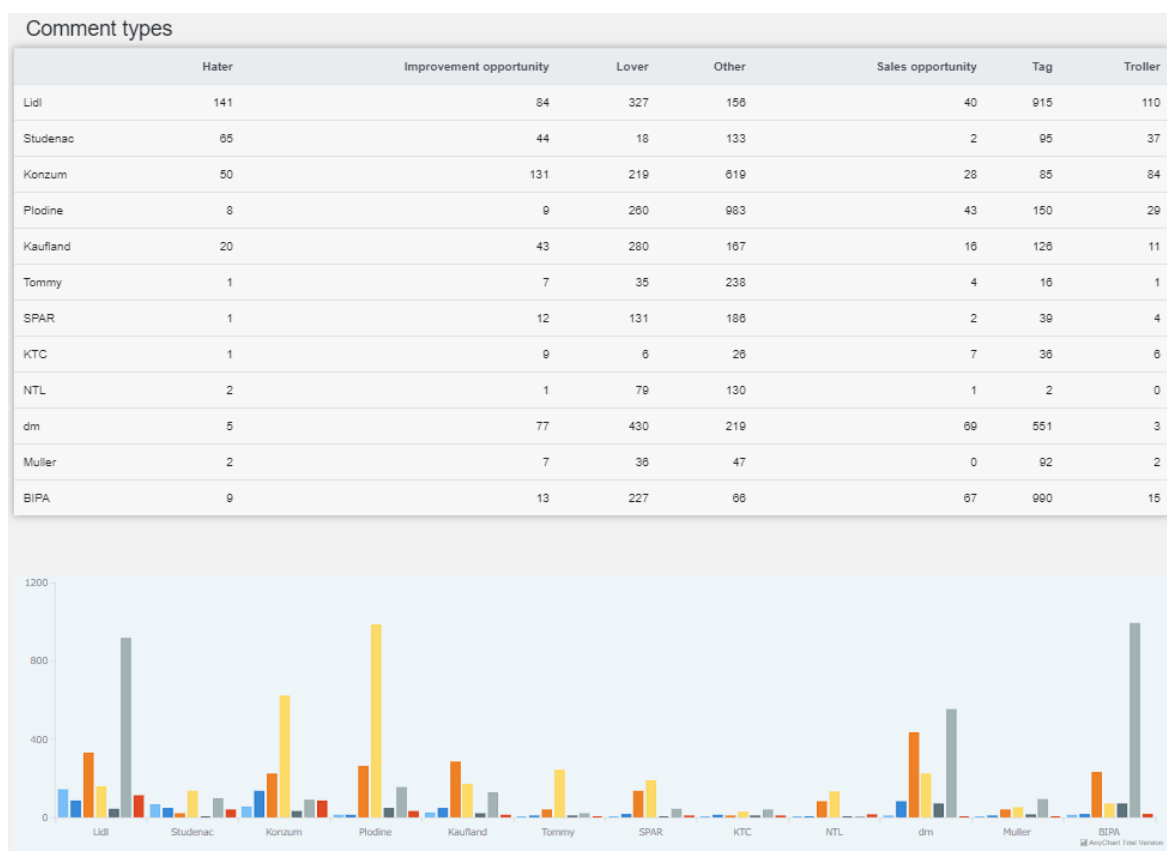 Comment types
Hater Improvement opportunity Lover Other Sales opportunity Tag Troller
Lidl 141 84 327 156 40 915 110
Studenac 65 44 18 133 2 95 37
Konzum 50 131 219 619 28 85 84
Plodine 8 9 260 983 43 150 29
Kaufland 20 43 280 167 16 126 11
Tommy 1 7 35 238 4 16 1
SPAR 1 12 131 186 2 39 4
KTC 1 9 6 26 7 36 6
NTL 2 1 79 130 1 2 0
dm 5 77 430 219 69 551 3
Muller 2 7 36 47 0 92 2
BIPA 9 13 227 66 67 990 15
1200
800
400
0
Lidl Studenac Konzum Plodine Kaufland Tommy SPAR KTC NTL dm Muller BIPA
AnyChart Trial Version